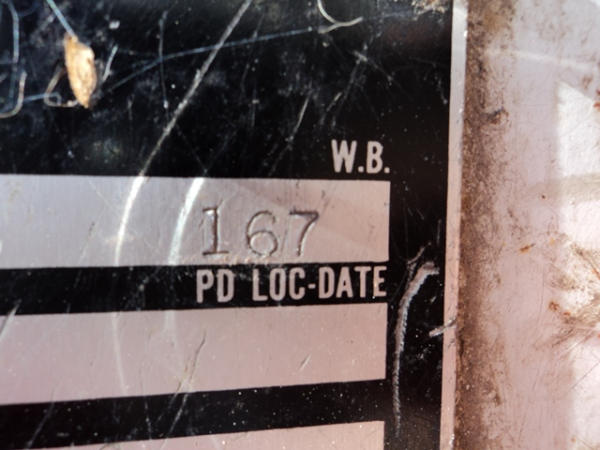 W.B.
167
PD LOC-DATE